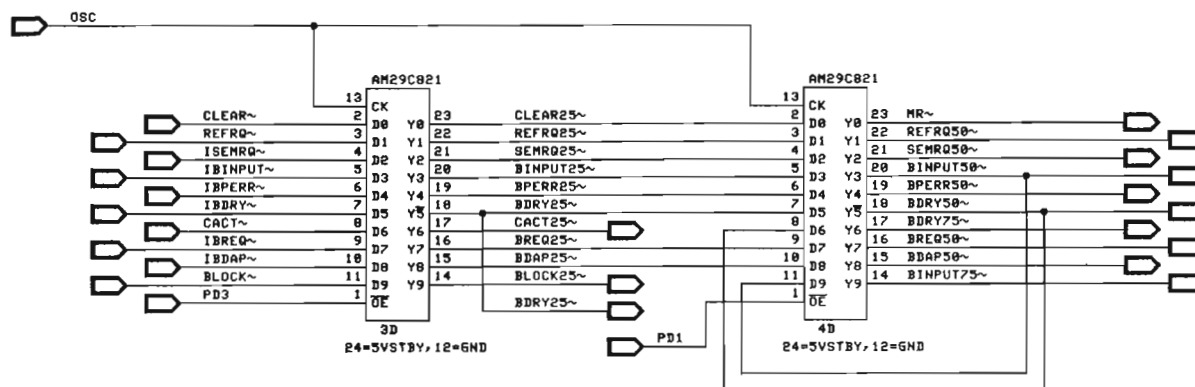 OSC
AM29C821
AM29C821
13 CK
CLEAR~ 2 D0 Y0 23 CLEAR25~
REFRQ~ 3 D1 Y1 22 REFRQ25~
ISEMRQ~ 4 D2 Y2 21 SEMRQ25~
IBINPUT~ 5 D3 Y3 20 BINPUT25~
IBPERR~ 6 D4 Y4 19 BPERR25~
IBDRY~ 7 D5 Y5 18 BDRY25~
CACT~ 8 D6 Y6 17 CACT25~
IBREQ~ 9 D7 Y7 16 BREQ25~
IBDAP~ 10 D8 Y8 15 BDAP25~
BLOCK~ 11 D9 Y9 14 BLOCK25~
PD3 1 OE
BDRY25~
3D
24=5VSTBY,12=GND
13 CK
2 D0 Y0 23 MR~
3 D1 Y1 22 REFRQ50~
4 D2 Y2 21 SEMRQ50~
5 D3 Y3 20 BINPUT50~
6 D4 Y4 19 BPERR50~
7 D5 Y5 18 BDRY50~
8 D6 Y6 17 BDRY75~
9 D7 Y7 16 BREQ50~
10 D8 Y8 15 BDAP50~
11 D9 Y9 14 BINPUT75~
1 OE
PD1
4D
24=5VSTBY,12=GND